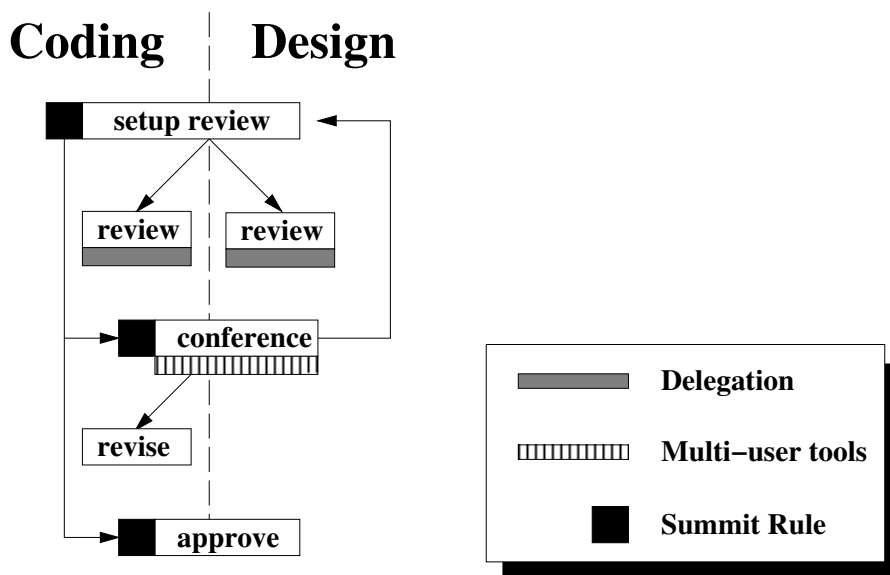 Coding Design
setup review
review review
conference
revise
approve
Delegation
Multi-user tools
Summit Rule